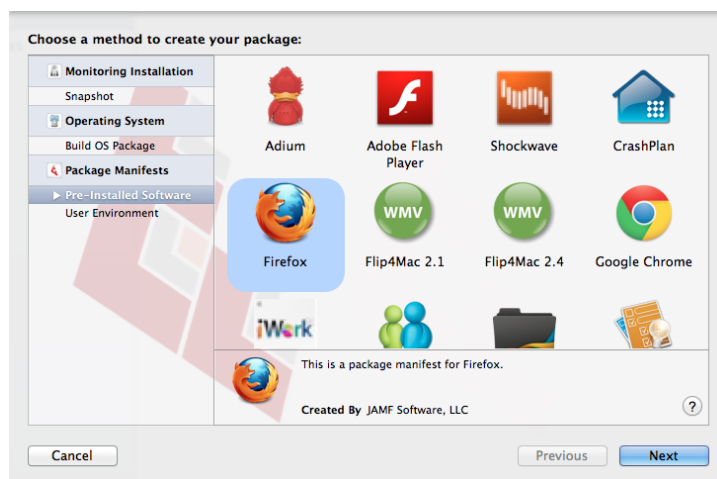 Choose a method to create your package:
Monitoring Installation
Snapshot
Operating System
Build OS Package
Package Manifests
Pre-Installed Software
User Environment
Adium
Adobe Flash
Player
Shockwave
CrashPlan
WMV
WMV
Firefox
Flip4Mac 2.1
Flip4Mac 2.4
Google Chrome
iWork
This is a package manifest for Firefox.
Created By JAMF Software, LLC
?
Cancel
Previous
Next